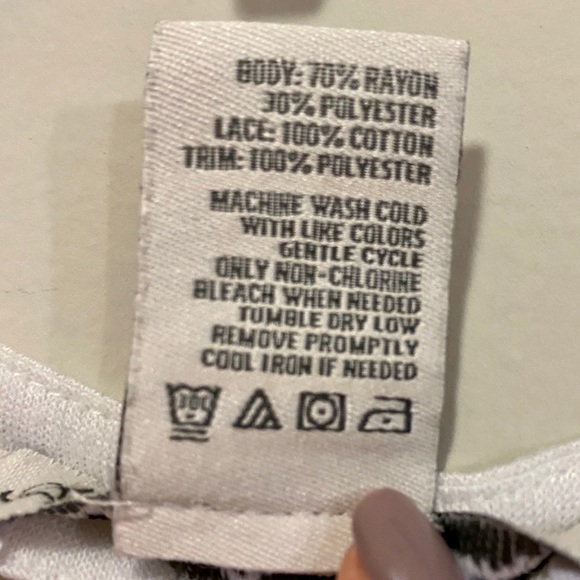 BODY: 70% RAYON
30% POLYESTER
LACE: 100% COTTON
TRIM: 100% POLYESTER
MACHINE WASH COLD
WITH LIKE COLORS
GENTLE CYCLE
ONLY NON-CHLORINE
BLEACH WHEN NEEDED
TUMBLE DRY LOW
REMOVE PROMPTLY
COOL IRON IF NEEDED
30C